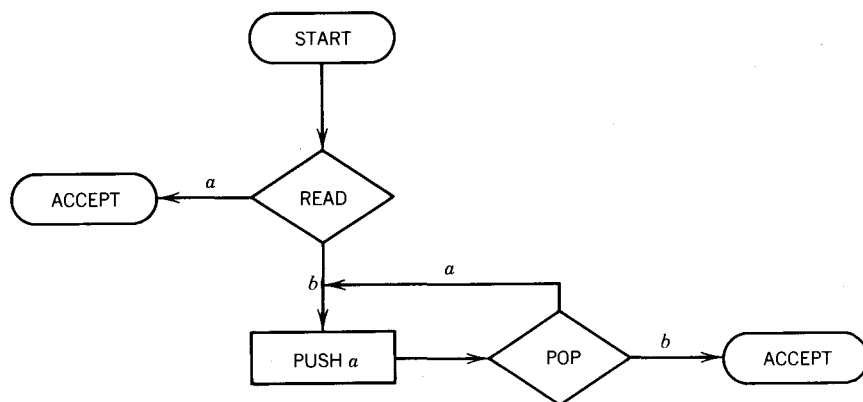 START
a
ACCEPT
READ
b
a
PUSH a
POP
b
ACCEPT